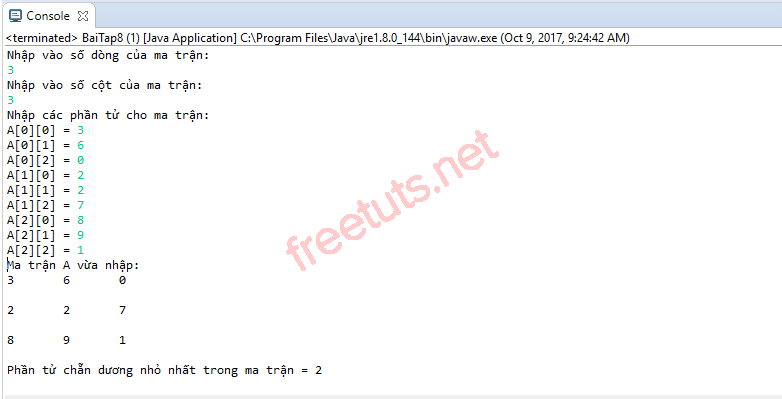 Console
<terminated> BaiTap8 (1) [Java Application] C:\Program Files\Java\jre1.8.0_144\bin\javaw.exe (Oct 9, 2017, 9:24:42 AM)
Nhập vào số dòng của ma trận:
3
Nhập vào số cột của ma trận:
3
Nhập các phần tử cho ma trận:
A[0][0] = 3
A[0][1] = 6
A[0][2] = 0
A[1][0] = 2
A[1][1] = 2
A[1][2] = 7
A[2][0] = 8
A[2][1] = 9
A[2][2] = 1
Ma trận A vừa nhập:
3 6 0
2 2 7
8 9 1
Phần tử chẵn dương nhỏ nhất trong ma trận = 2
freetuts.net